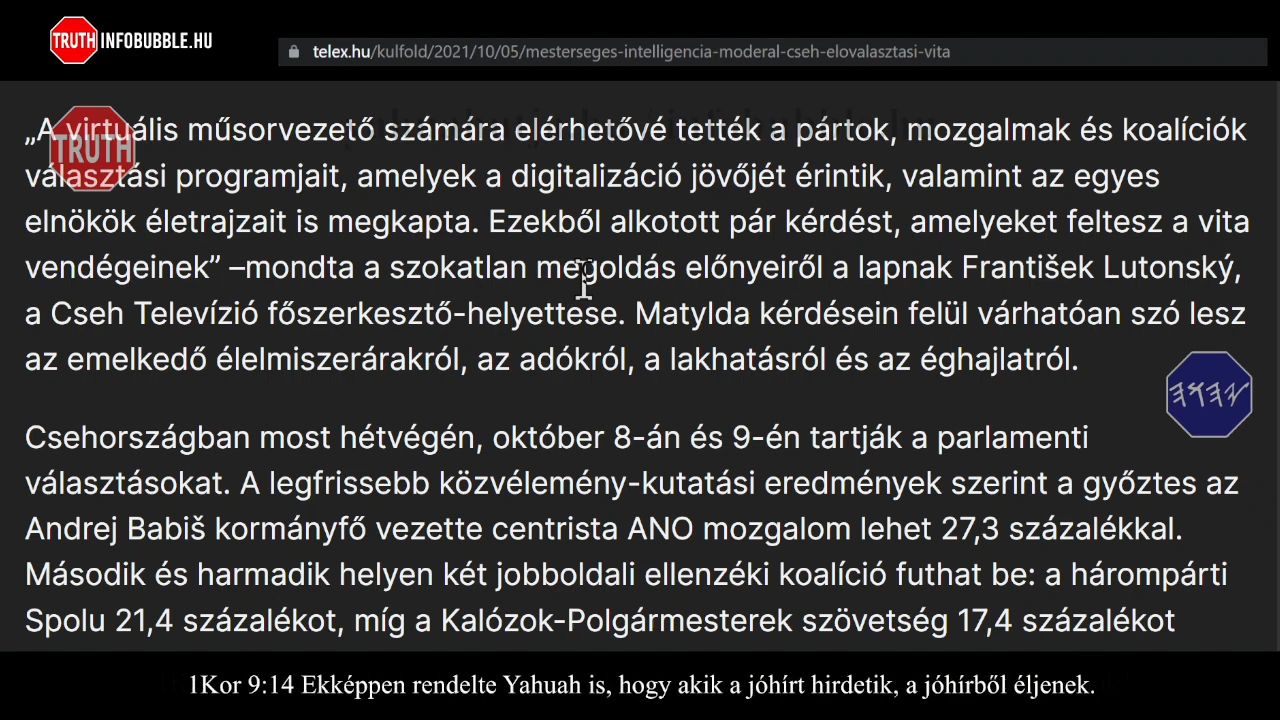 TRUTH INFOBUBBLE.HU
telex.hu/kulfold/2021/10/05/mesterseges-intelligencia-moderal-cseh-elovalasztasi-vita
„A virtuális műsorvezető számára elérhetővé tették a pártok, mozgalmak és koalíciók
TRUTH
választási programjait, amelyek a digitalizáció jövőjét érintik, valamint az egyes
elnökök életrajzait is megkapta. Ezekből alkotott pár kérdést, amelyeket feltesz a vita
vendégeinek” –mondta a szokatlan megoldás előnyeiről a lapnak František Lutonský,
a Cseh Televízió főszerkesztő-helyettese. Matylda kérdésein felül várhatóan szó lesz
az emelkedő élelmiszerárakról, az adókról, a lakhatásról és az éghajlatról.
𐤉𐤄𐤅𐤄
Csehországban most hétvégén, október 8-án és 9-én tartják a parlamenti
választásokat. A legfrissebb közvélemény-kutatási eredmények szerint a győztes az
Andrej Babiš kormányfő vezette centrista ANO mozgalom lehet 27,3 százalékkal.
Második és harmadik helyen két jobboldali ellenzéki koalíció futhat be: a hárompárti
Spolu 21,4 százalékot, míg a Kalózok-Polgármesterek szövetség 17,4 százalékot
1Kor 9:14 Ekképpen rendelte Yahuah is, hogy akik a jóhírt hirdetik, a jóhírből éljenek.